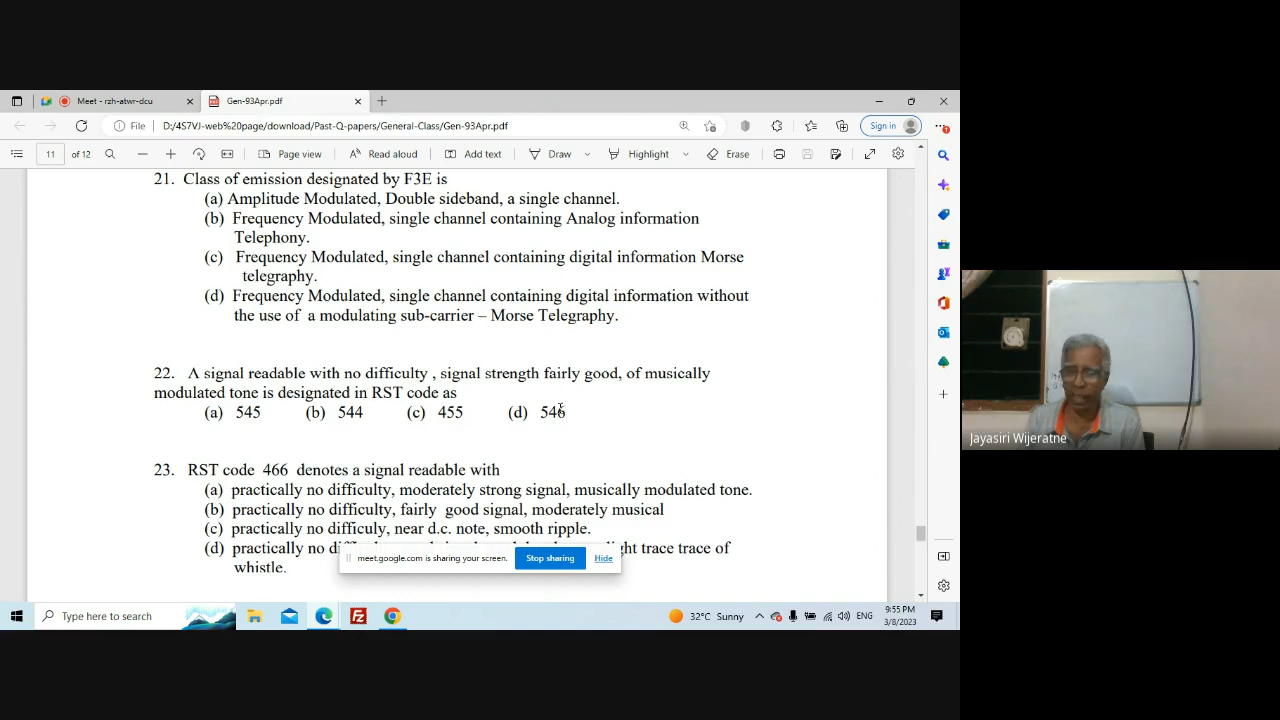 Meet - rzh-atwr-dcu
Gen-93Apr.pdf
File
D:/4S7VJ-web%20page/download/Past-Q-papers/General-Class/Gen-93Apr.pdf
Sign in
11 of 12
Page view
Read aloud
Add text
Draw
Highlight
Erase
21. Class of emission designated by F3E is
(a) Amplitude Modulated, Double sideband, a single channel.
(b) Frequency Modulated, single channel containing Analog information
Telephony.
(c) Frequency Modulated, single channel containing digital information Morse
telegraphy.
(d) Frequency Modulated, single channel containing digital information without
the use of a modulating sub-carrier – Morse Telegraphy.
22. A signal readable with no difficulty , signal strength fairly good, of musically
modulated tone is designated in RST code as
(a) 545 (b) 544 (c) 455 (d) 546
23. RST code 466 denotes a signal readable with
(a) practically no difficulty, moderately strong signal, musically modulated tone.
(b) practically no difficulty, fairly good signal, moderately musical
(c) practically no difficuly, near d.c. note, smooth ripple.
(d) practically no light trace trace of
whistle.
meet.google.com is sharing your screen.
Stop sharing
Hide
Jayasiri Wijeratne
Type here to search
32°C Sunny
ENG
9:55 PM
3/8/2023